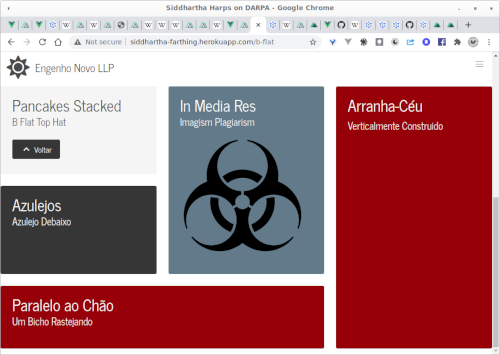 Siddhartha Harps on DARPA - Google Chrome
Not secure | siddhartha-farthing.herokuapp.com/b-flat
Engenho Novo LLP
Pancakes Stacked
B Flat Top Hat
Voltar
In Media Res
Imagism Plagiarism
Arranha-Céu
Verticalmente Construido
Azulejos
Azulejo Debaixo
Paralelo ao Chão
Um Bicho Rastejando